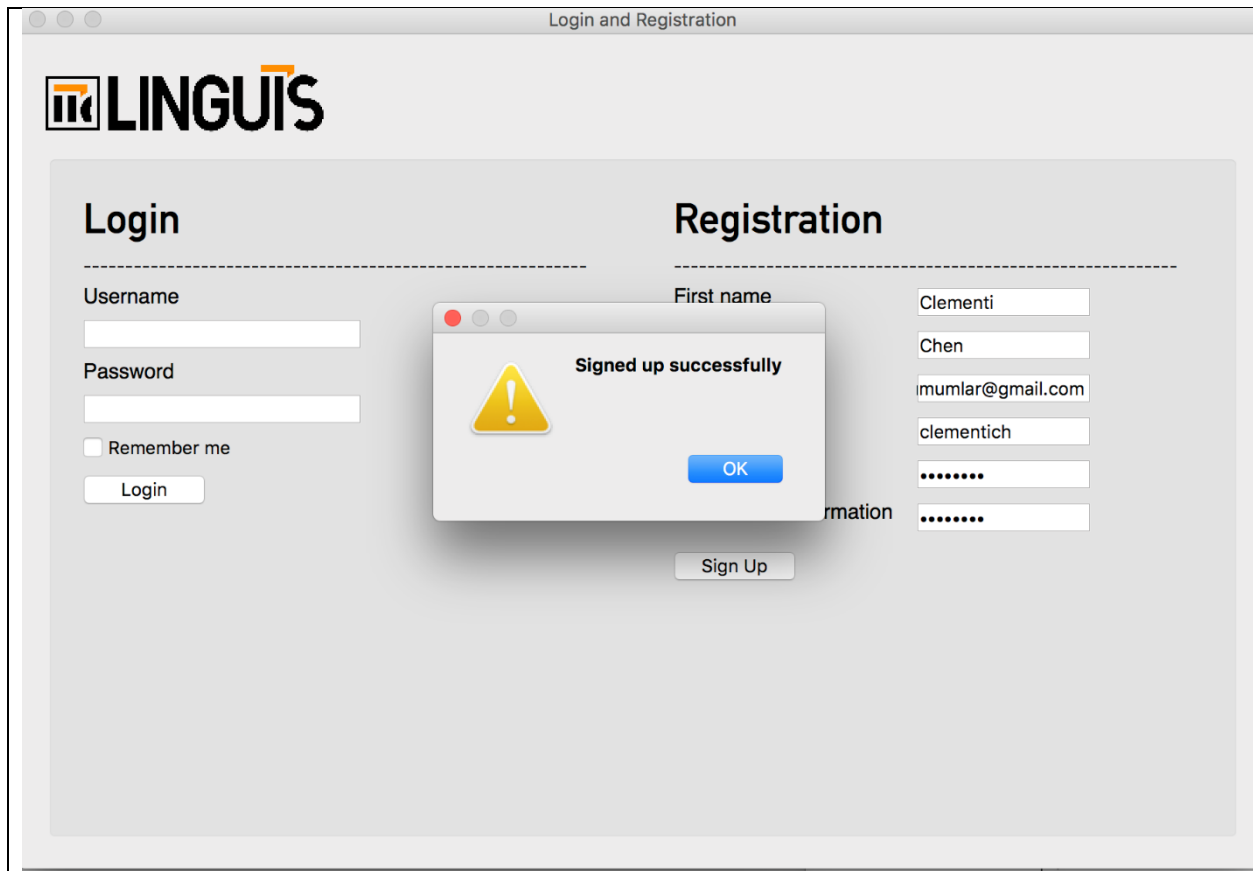 Login and Registration
LINGUIS
Login
Registration
------------------------------------------------------------
------------------------------------------------------------
Username
Password
Remember me
Login
First name
Clementi
Chen
mumlar@gmail.com
clementich
••••••••
rmation
••••••••
Sign Up
Signed up successfully
OK